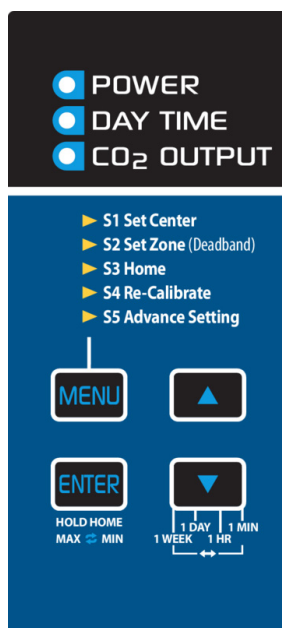 POWER
DAY TIME
CO2 OUTPUT
S1 Set Center
S2 Set Zone (Deadband)
S3 Home
S4 Re-Calibrate
S5 Advance Setting
MENU
ENTER
HOLD HOME
MAX MIN
1 WEEK 1 DAY 1 HR 1 MIN